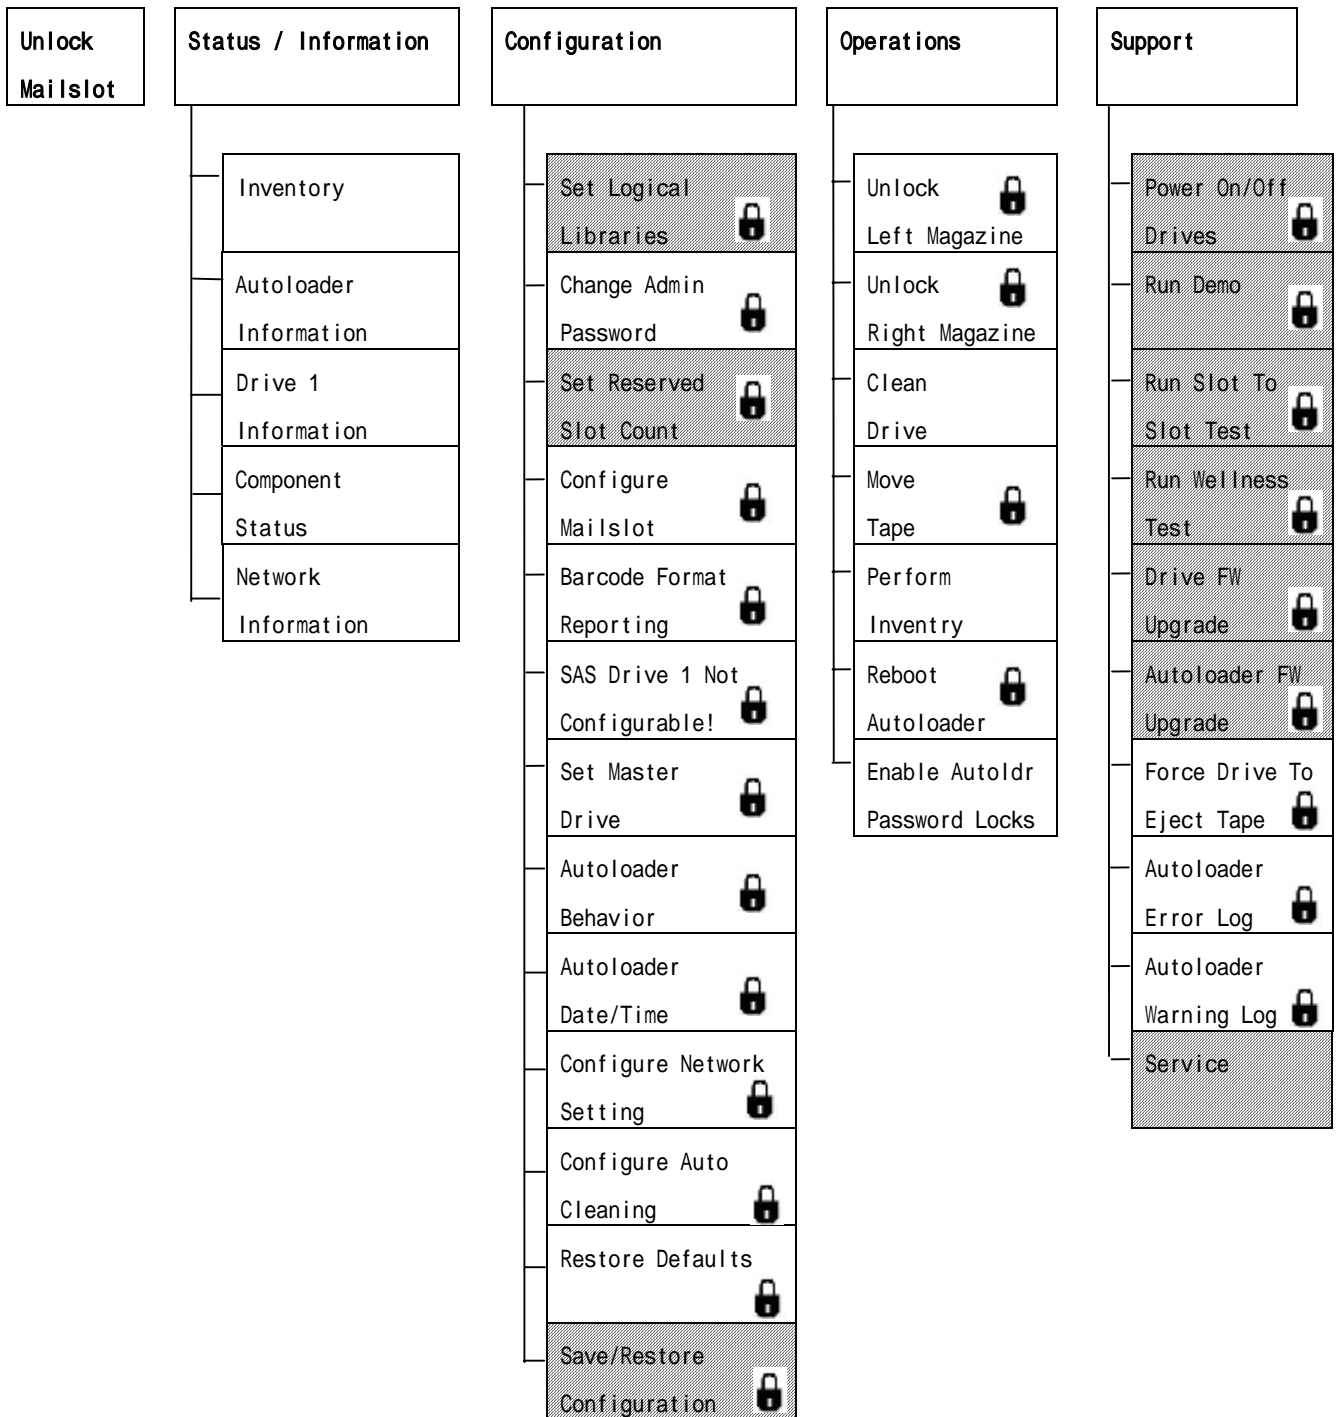 Unlock
Mailslot
Status / Information
Inventory
Autoloader
Information
Drive 1
Information
Component
Status
Network
Information
Configuration
Set Logical
Libraries
Change Admin
Password
Set Reserved
Slot Count
Configure
Mailslot
Barcode Format
Reporting
SAS Drive 1 Not
Configurable!
Set Master
Drive
Autoloader
Behavior
Autoloader
Date/Time
Configure Network
Setting
Configure Auto
Cleaning
Restore Defaults
Save/Restore
Configuration
Operations
Unlock
Left Magazine
Unlock
Right Magazine
Clean
Drive
Move
Tape
Perform
Inventry
Reboot
Autoloader
Enable Autoldr
Password Locks
Support
Power On/Off
Drives
Run Demo
Run Slot To
Slot Test
Run Wellness
Test
Drive FW
Upgrade
Autoloader FW
Upgrade
Force Drive To
Eject Tape
Autoloader
Error Log
Autoloader
Warning Log
Service